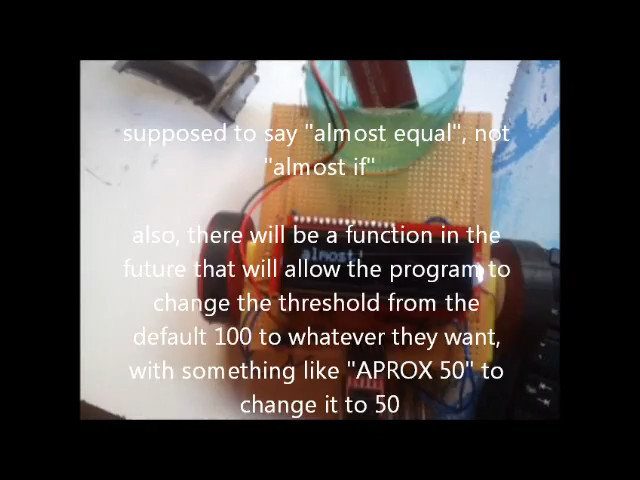 supposed to say "almost equal", not
"almost if"
also, there will be a function in the
future that will allow the program to
change the threshold from the
default 100 to whatever they want,
with something like "APROX 50" to
change it to 50
almost